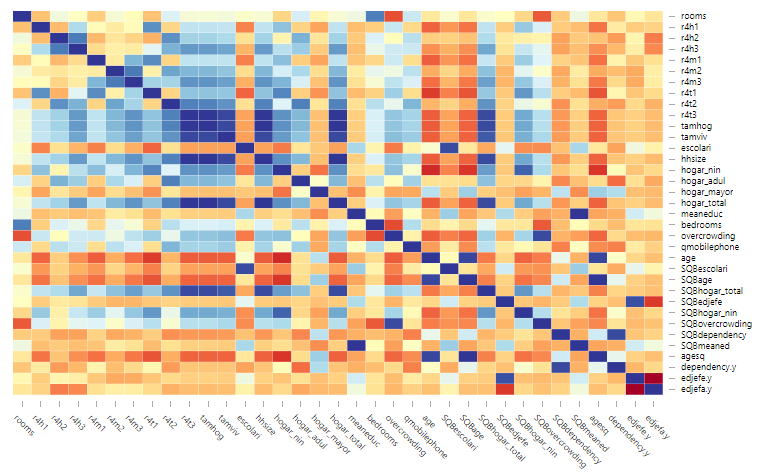 rooms
r4h1
r4h2
r4h3
r4m1
r4m2
r4m3
r4t1
r4t2
r4t3
tamhog
tamviv
escolari
hhsize
hogar_nin
hogar_adul
hogar_mayor
hogar_total
meaneduc
bedrooms
overcrowding
qmobilephone
age
SQBescolari
SQBage
SQBhogar_total
SQBedjefe
SQBhogar_nin
SQBovercrowding
SQBdependency
SQBmeaned
agesq
dependency.y
edjefe.y
edjefa.y
rooms
r4h1
r4h2
r4h3
r4m1
r4m2
r4m3
r4t1
r4t2
r4t3
tamhog
tamviv
escolari
hhsize
hogar_nin
hogar_adul
hogar_mayor
hogar_total
meaneduc
bedrooms
overcrowding
qmobilephone
age
SQBescolari
SQBage
SQBhogar_total
SQBedjefe
SQBhogar_nin
SQBovercrowding
SQBdependency
SQBmeaned
agesq
dependency.y
edjefe.y
edjefa.y